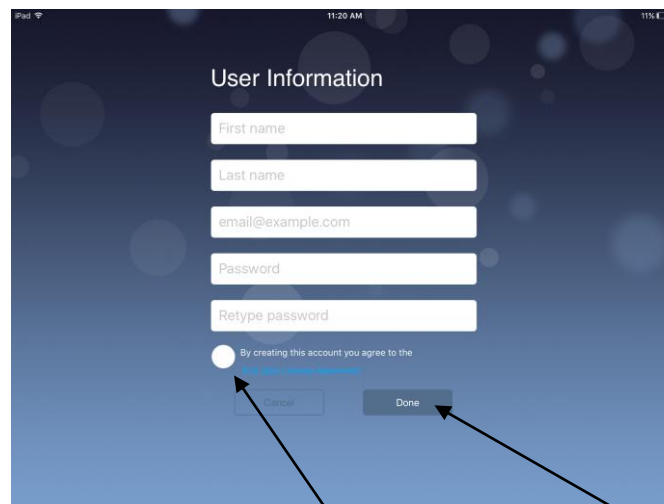 iPad 11:20 AM 11%
User Information
First name
Last name
email@example.com
Password
Retype password
By creating this account you agree to the
Cancel Done